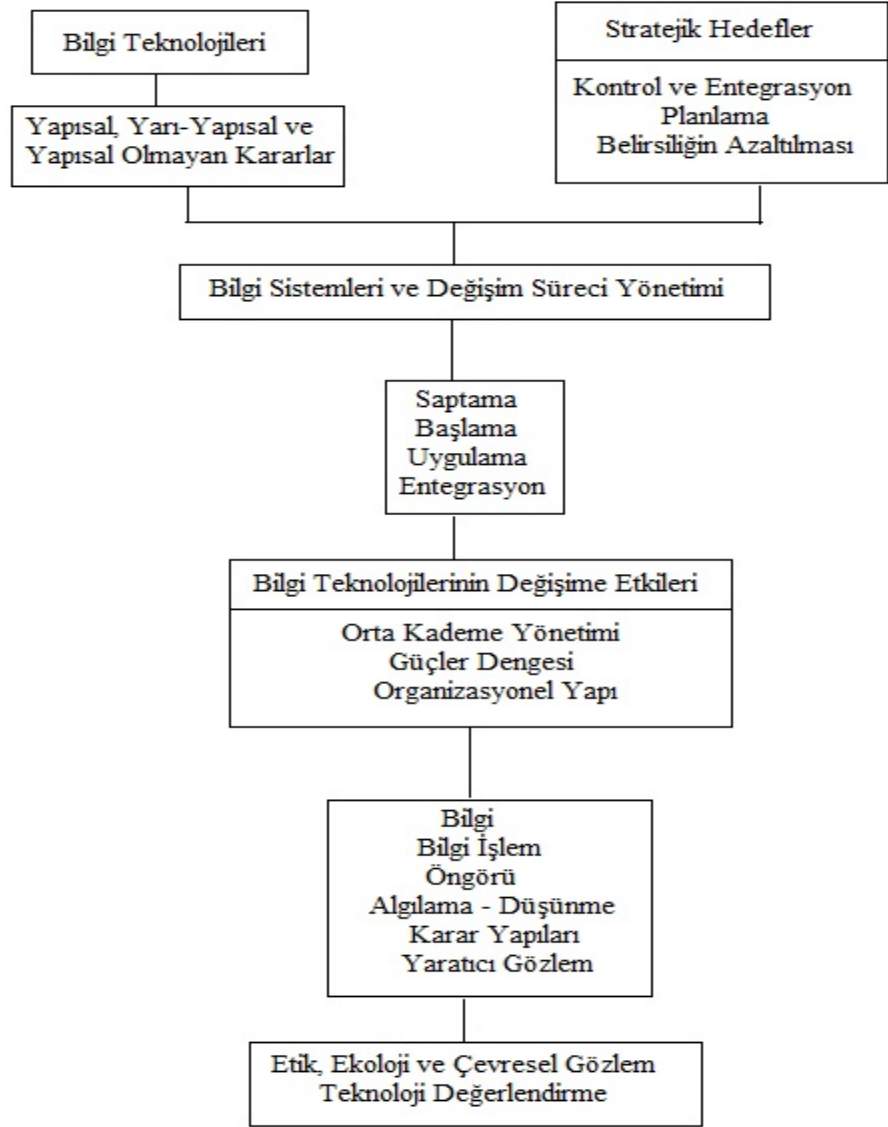 Bilgi Teknolojileri
Yapısal, Yarı-Yapısal ve
Yapısal Olmayan Kararlar
Stratejik Hedefler
Kontrol ve Entegrasyon
Planlama
Belirsiliğin Azaltılması
Bilgi Sistemleri ve Değişim Süreci Yönetimi
Saptama
Başlama
Uygulama
Entegrasyon
Bilgi Teknolojilerinin Değişime Etkileri
Orta Kademe Yönetimi
Güçler Dengesi
Organizasyonel Yapı
Bilgi
Bilgi İşlem
Öngörü
Algılama - Düşünme
Karar Yapıları
Yaratıcı Gözlem
Etik, Ekoloji ve Çevresel Gözlem
Teknoloji Değerlendirme